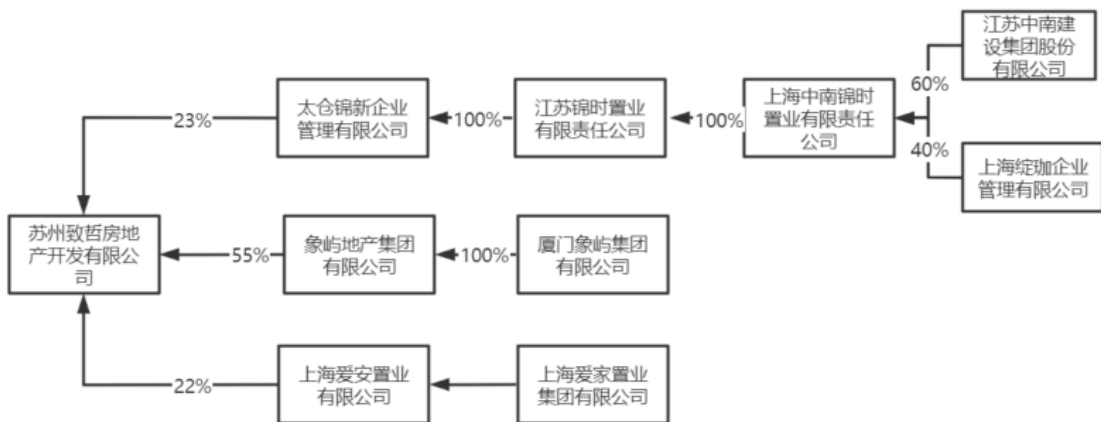 江苏中南建
设集团股份
有限公司
60%
太仓锦新企业
管理有限公司
江苏锦时置业
有限责任公司
上海中南锦时
置业有限责任
公司
23%
100%
100%
40%
上海绽珈企业
管理有限公司
苏州致哲房地
产开发有限公
司
55%
象屿地产集团
有限公司
100%
厦门象屿集团
有限公司
22%
上海爱安置业
有限公司
上海爱家置业
集团有限公司